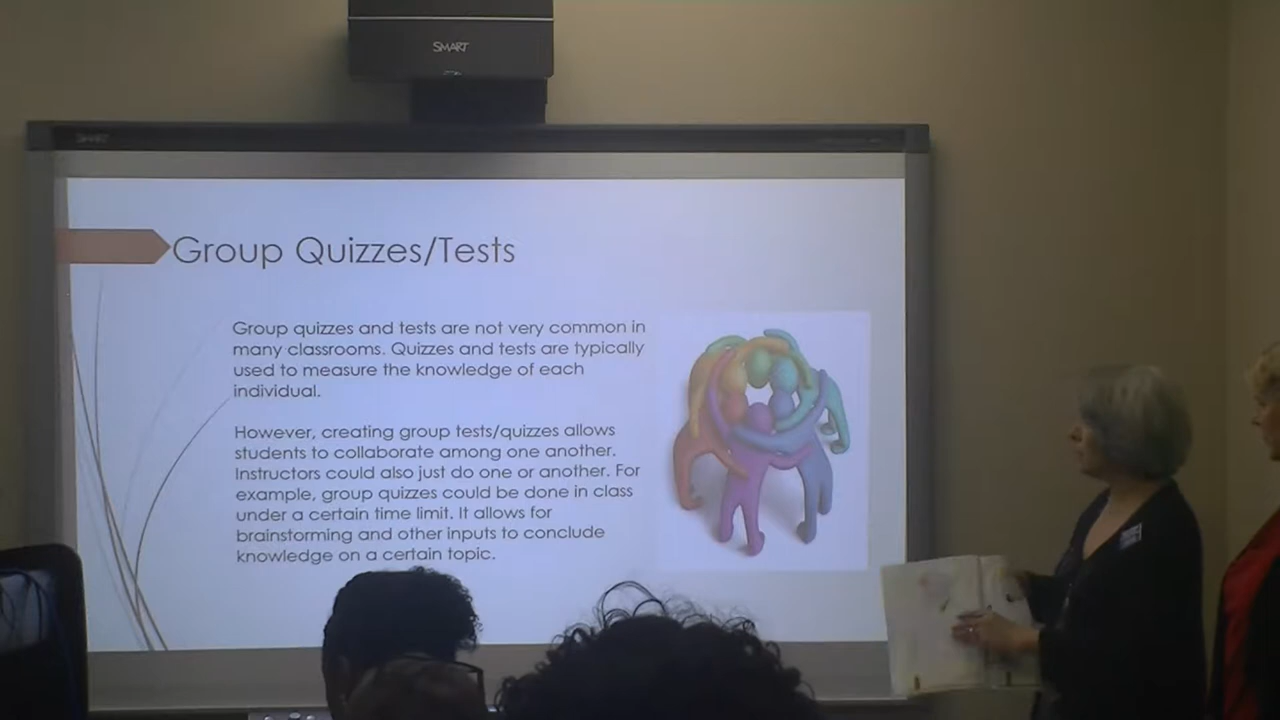 SMART
SMART
Group Quizzes/Tests
Group quizzes and tests are not very common in
many classrooms. Quizzes and tests are typically
used to measure the knowledge of each
individual.
However, creating group tests/quizzes allows
students to collaborate among one another.
Instructors could also just do one or another. For
example, group quizzes could be done in class
under a certain time limit. It allows for
brainstorming and other inputs to conclude
knowledge on a certain topic.